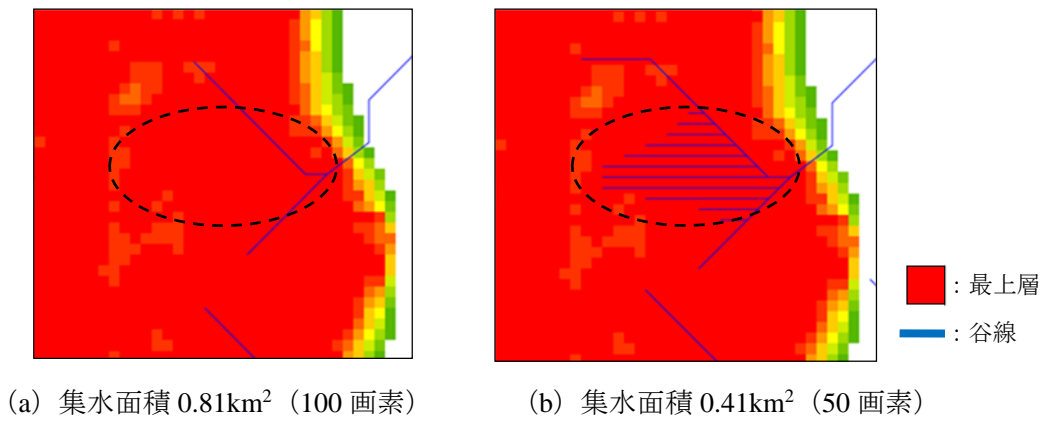 ：最上層
：谷線
(a) 集水面積 0.81km²（100 画素）
(b) 集水面積 0.41km²（50 画素）